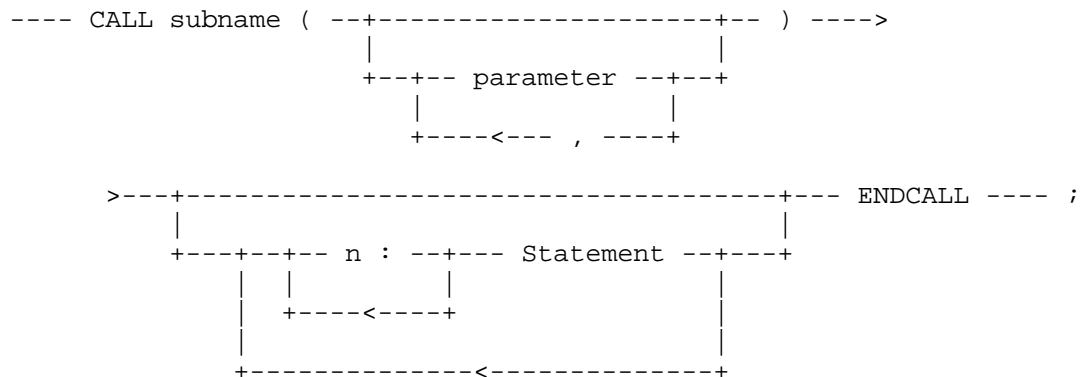 ---- CALL subname ( --+---------------------+-- ) ---->
                      |                     |
                      +--+-- parameter --+--+
                         |               |
                         +----<--- , ----+
      >---+--------------------------------------+--- ENDCALL ---- ;
          |                                      |
          +---+--+-- n : --+--- Statement --+---+
              |  |         |                |
              |  +----<----+                |
              |                             |
              +--------------<--------------+